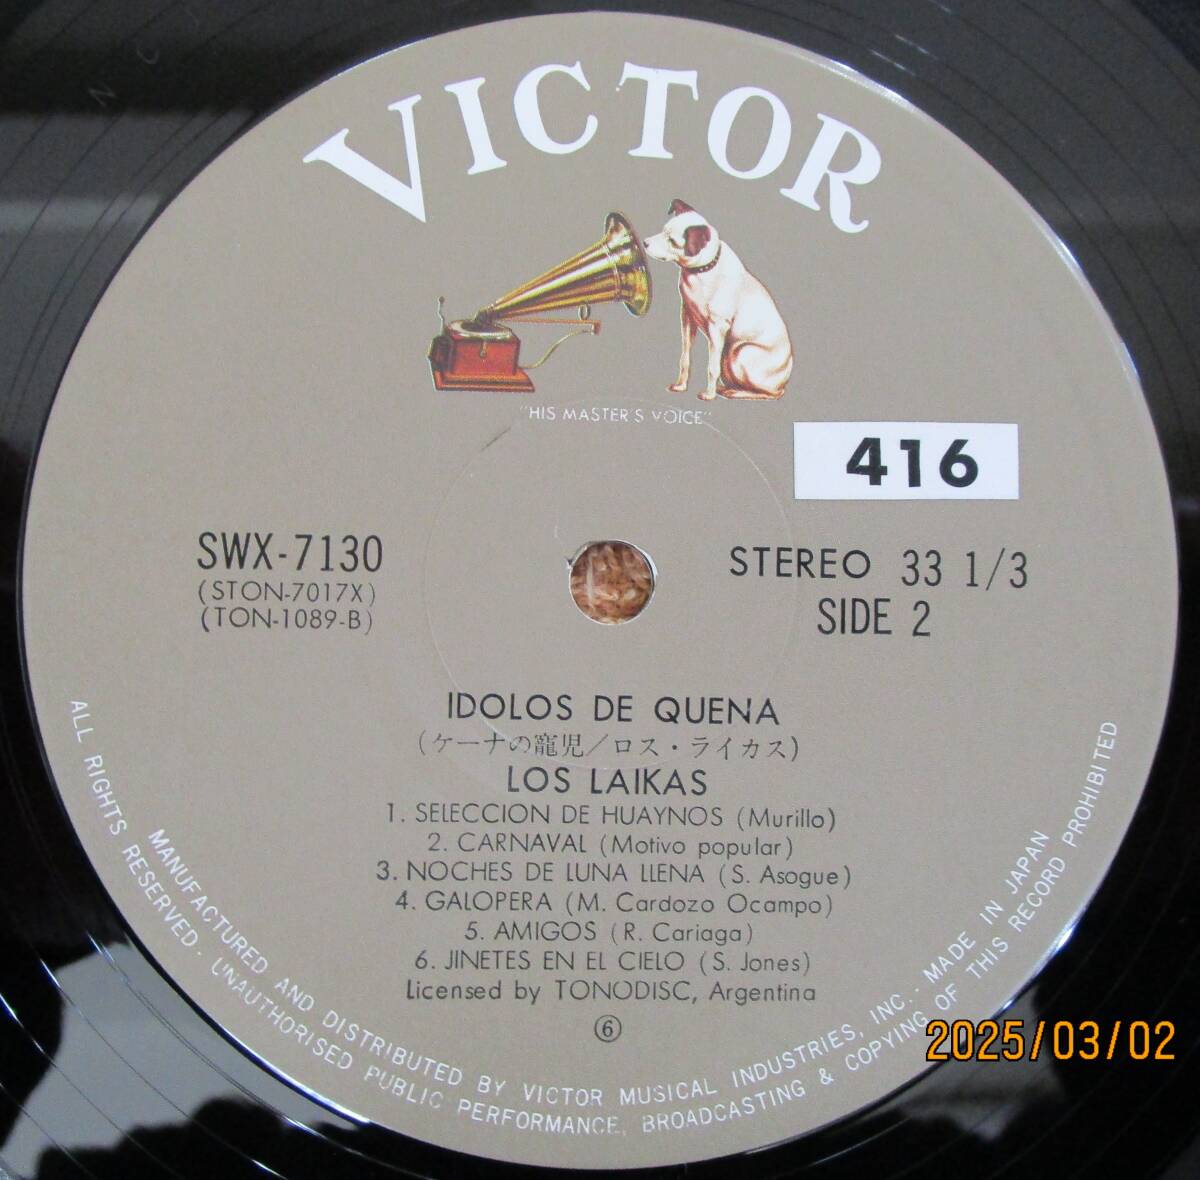 VICTOR
"HIS MASTER'S VOICE"
416
SWX-7130
(STON-7017X)
(TON-1089-B)
STEREO 33 1/3
SIDE 2
IDOLOS DE QUENA
(ケーナの寵児/ロス・ライカス)
LOS LAIKAS
1. SELECCION DE HUAYNOS (Murillo)
2. CARNAVAL (Motivo popular)
3. NOCHES DE LUNA LLENA (S. Asogue)
4. GALOPERA (M. Cardozo Ocampo)
5. AMIGOS (R. Cariaga)
6. JINETES EN EL CIELO (S. Jones)
Licensed by TONODISC, Argentina
⑥
MANUFACTURED AND DISTRIBUTED BY VICTOR MUSICAL INDUSTRIES, INC. - MADE IN JAPAN
ALL RIGHTS RESERVED. UNAUTHORISED PUBLIC PERFORMANCE, BROADCASTING & COPYING OF THIS RECORD PROHIBITED
2025/03/02